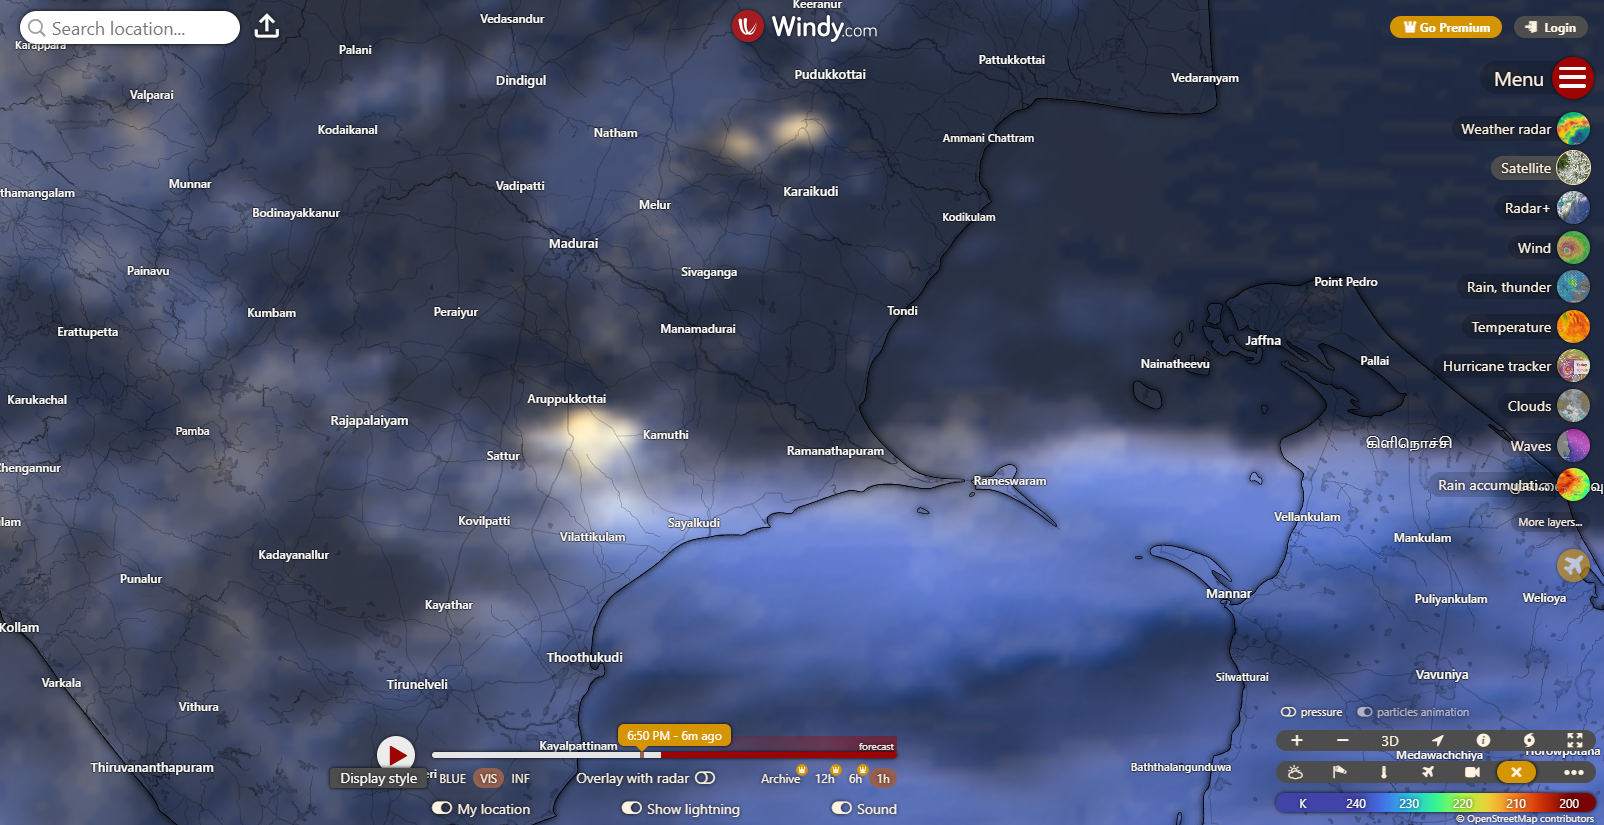 Search location...
Windy.com
Go Premium
Login
Menu
Keeranur
Vedasandur
Karappara
Palani
Pattukkottai
Dindigul
Pudukkottai
Vedaranyam
Valparai
Kodaikanal
Natham
Ammani Chattram
Weather radar
Satellite
Munnar
Vadipatti
Karaikudi
thamangalam
Melur
Radar+
Bodinayakkanur
Kodikulam
Madurai
Wind
Painavu
Sivaganga
Point Pedro
Rain, thunder
Kumbam
Peraiyur
Tondi
Erattupetta
Manamadurai
Temperature
Jaffna
Nainatheevu
Pallai
Hurricane tracker
Karukachal
Aruppukkottai
Clouds
Rajapalaiyam
Pamba
Kamuthi
கிளிநொச்சி
Waves
Sattur
Ramanathapuram
Chengannur
Rameswaram
Rain accumulati...
Kovilpatti
Sayalkudi
Vellankulam
More layers...
Vilattikulam
Mankulam
Kadayanallur
Punalur
Mannar
Puliyankulam
Welioya
Kayathar
Kollam
Thoothukudi
Vavuniya
Silwatturai
Varkala
Tirunelveli
Vithura
pressure
particles animation
6:50 PM - 6m ago
Kayalpattinam
forecast
3D
Medawachchiya
Horowpotana
Thiruvananthapuram
Baththalangunduwa
Display style
BLUE
VIS
INF
Overlay with radar
Archive
12h
6h
1h
K 240 230 220 210 200
My location
Show lightning
Sound
© OpenStreetMap contributors